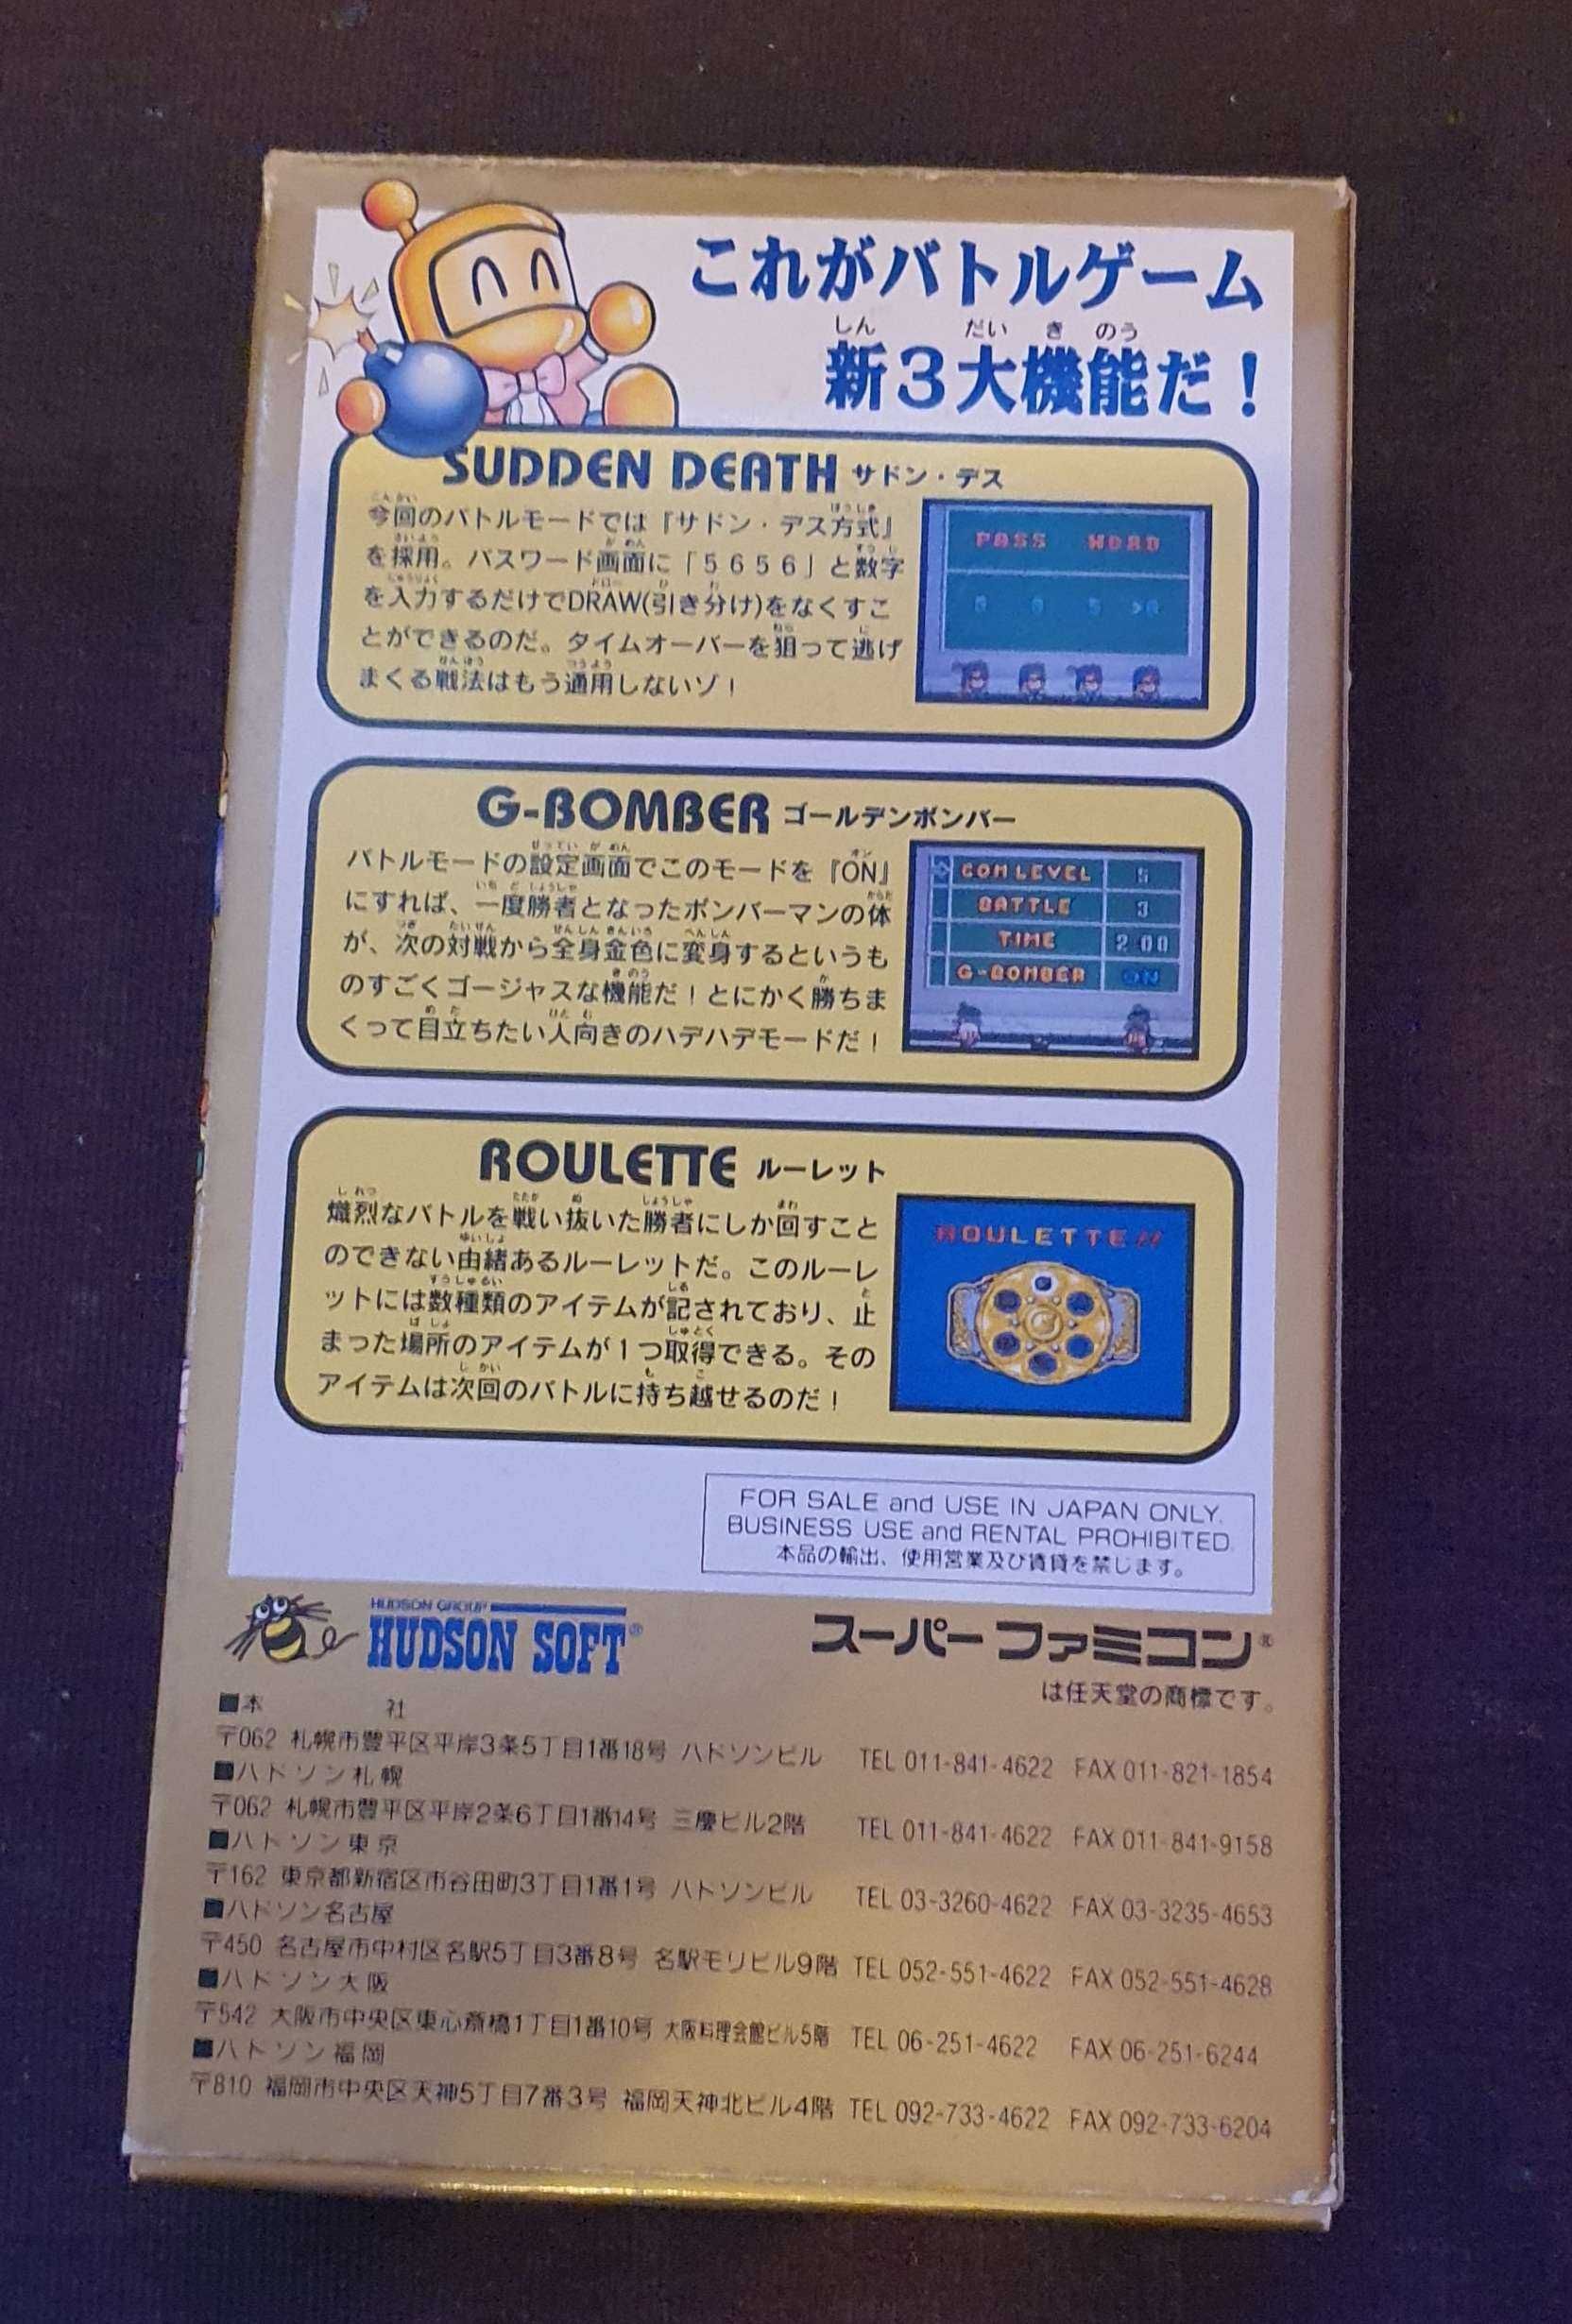 これがバトルゲーム
新3大機能だ！
SUDDEN DEATH サドン・デス
今回のバトルモードでは『サドン・デス方式』
を採用。パスワード画面に「5656」と数字
を入力するだけでDRAW(引き分け)をなくすこ
とができるのだ。タイムオーバーを狙って逃げ
まくる戦法はもう通用しないゾ！
PASS WORD
G-BOMBER ゴールデンボンバー
バトルモードの設定画面でこのモードを『ON』
にすれば、一度勝者となったボンバーマンの体
が、次の対戦から全身金色に変身するというも
のすごくゴージャスな機能だ！とにかく勝ちま
くって目立ちたい人向きのハデハデモードだ！
COM LEVEL 5
BATTLE 3
TIME 2:00
G-BOMBER ON
ROULETTE ルーレット
熾烈なバトルを戦い抜いた勝者にしか回すこと
のできない由緒あるルーレットだ。このルーレ
ットには数種類のアイテムが記されており、止
まった場所のアイテムが1つ取得できる。その
アイテムは次回のバトルに持ち越せるのだ！
ROULETTE!!
FOR SALE and USE IN JAPAN ONLY.
BUSINESS USE and RENTAL PROHIBITED.
本品の輸出、使用営業及び賃貸を禁じます。
HUDSON GROUP
HUDSON SOFT®
スーパーファミコン®
は任天堂の商標です。
■本社
〒062 札幌市豊平区平岸3条5丁目1番18号 ハドソンビル TEL 011-841-4622 FAX 011-821-1854
■ハドソン札幌
〒062 札幌市豊平区平岸2条6丁目1番14号 三慶ビル2階 TEL 011-841-4622 FAX 011-841-9158
■ハドソン東京
〒162 東京都新宿区市谷田町3丁目1番1号 ハドソンビル TEL 03-3260-4622 FAX 03-3235-4653
■ハドソン名古屋
〒450 名古屋市中村区名駅5丁目3番8号 名駅モリビル9階 TEL 052-551-4622 FAX 052-551-4628
■ハドソン大阪
〒542 大阪市中央区東心斎橋1丁目1番10号 大阪料理会館ビル5階 TEL 06-251-4622 FAX 06-251-6244
■ハドソン福岡
〒810 福岡市中央区天神5丁目7番3号 福岡天神北ビル4階 TEL 092-733-4622 FAX 092-733-6204